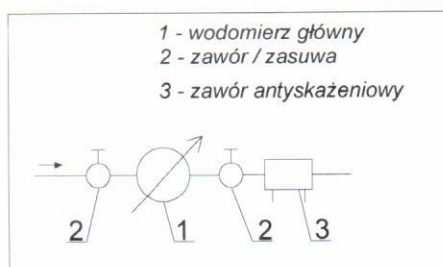 1 - wodomierz główny
2 - zawór / zasuwa
3 - zawór antyskażeniowy
2 1 2 3